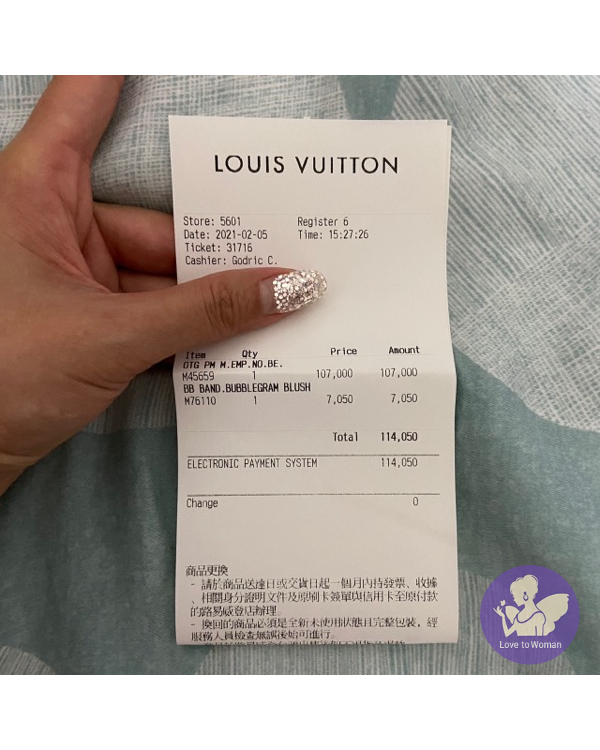 LOUIS VUITTON
Store: 5601 Register 6
Date: 2021-02-05 Time: 15:27:26
Ticket: 31716
Cashier: Godric C.
Item Qty Price Amount
OTG PM M.EMP.NO.BE.
M45659 1 107,000 107,000
BB BAND.BUBBLEGRAM BLUSH
M76110 1 7,050 7,050
Total 114,050
ELECTRONIC PAYMENT SYSTEM 114,050
Change 0
商品更換
- 請於商品送達日或交貨日起一個月內持發票、收據
、相關身分證明文件及原刷卡簽單與信用卡至原付款
的路易威登店辦理。
- 換回的商品必須是全新未使用狀態且完整包裝，經
服務人員檢查無誤後始可進行。
Love to Woman